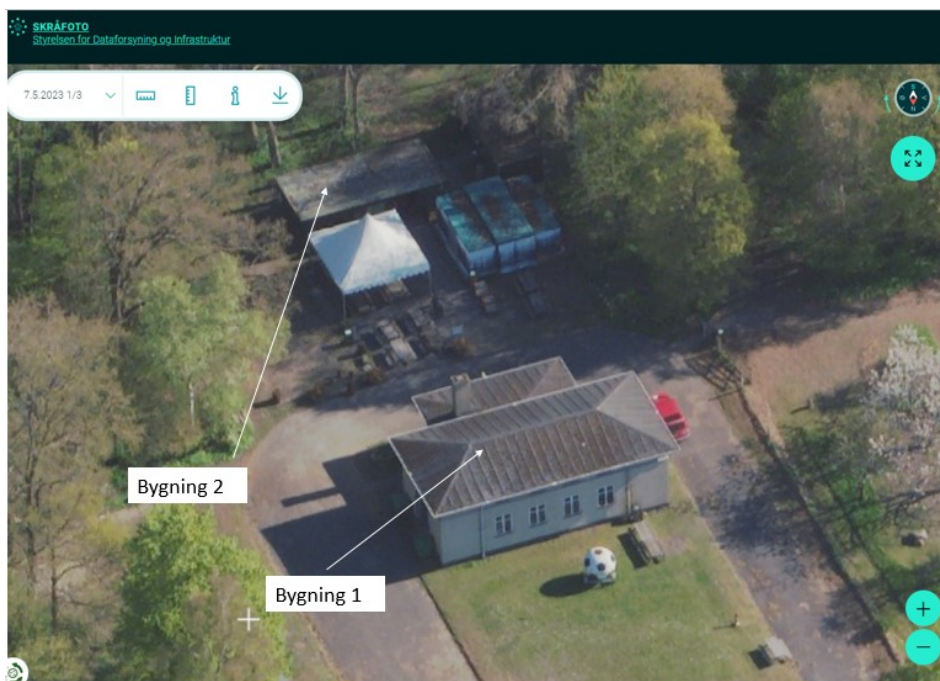 SKRÅFOTO
Styrelsen for Dataforsyning og Infrastruktur
7.5.2023 1/3
S
N
Bygning 2
Bygning 1